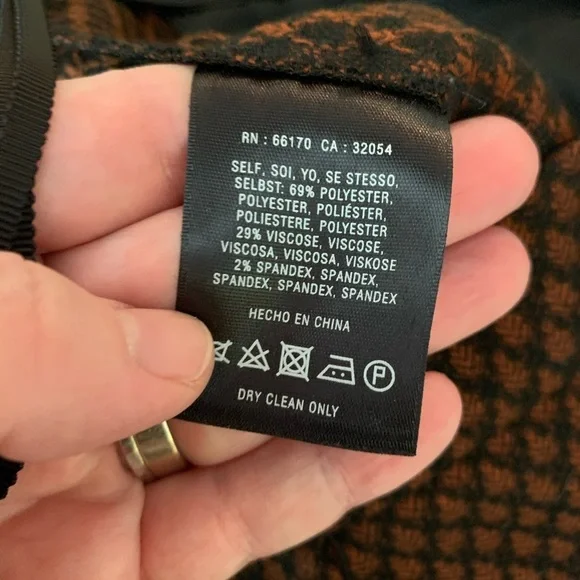 RN : 66170 CA : 32054
SELF, SOI, YO, SE STESSO,
SELBST: 69% POLYESTER,
POLYESTER, POLIÉSTER,
POLIESTERE, POLYESTER
29% VISCOSE, VISCOSE,
VISCOSA, VISCOSA, VISKOSE
2% SPANDEX, SPANDEX,
SPANDEX, SPANDEX, SPANDEX
HECHO EN CHINA
P
DRY CLEAN ONLY